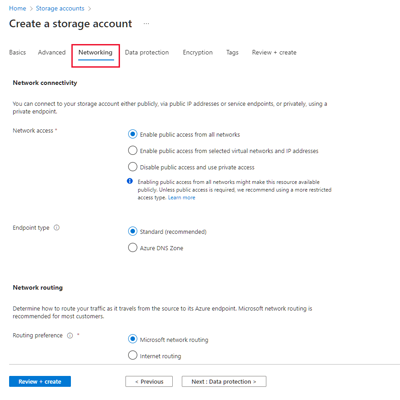 Home > Storage accounts >
Create a storage account ...
Basics Advanced Networking Data protection Encryption Tags Review + create
Network connectivity
You can connect to your storage account either publicly, via public IP addresses or service endpoints, or privately, using a
private endpoint.
Network access *
Enable public access from all networks
Enable public access from selected virtual networks and IP addresses
Disable public access and use private access
Enabling public access from all networks might make this resource available
publicly. Unless public access is required, we recommend using a more restricted
access type. Learn more
Endpoint type
Standard (recommended)
Azure DNS Zone
Network routing
Determine how to route your traffic as it travels from the source to its Azure endpoint. Microsoft network routing is
recommended for most customers.
Routing preference *
Microsoft network routing
Internet routing
Review + create
< Previous
Next : Data protection >